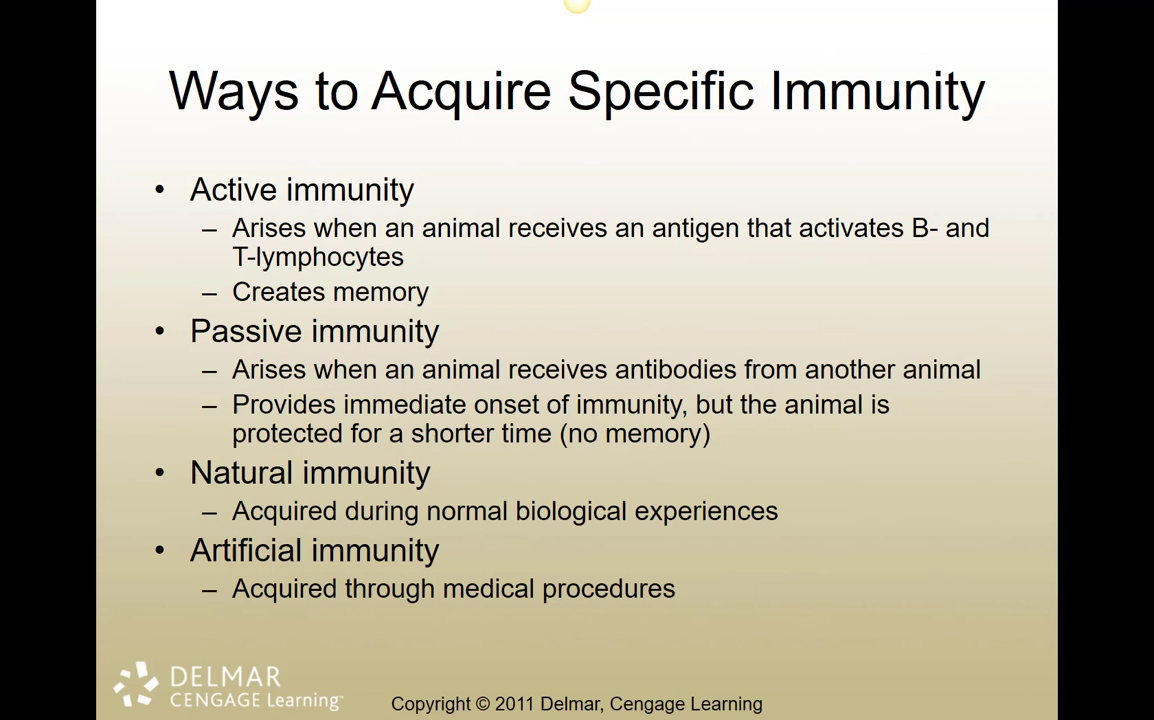 Ways to Acquire Specific Immunity
• Active immunity
– Arises when an animal receives an antigen that activates B- and
T-lymphocytes
– Creates memory
• Passive immunity
– Arises when an animal receives antibodies from another animal
– Provides immediate onset of immunity, but the animal is
protected for a shorter time (no memory)
• Natural immunity
– Acquired during normal biological experiences
• Artificial immunity
– Acquired through medical procedures
DELMAR
CENGAGE Learning™
Copyright © 2011 Delmar, Cengage Learning